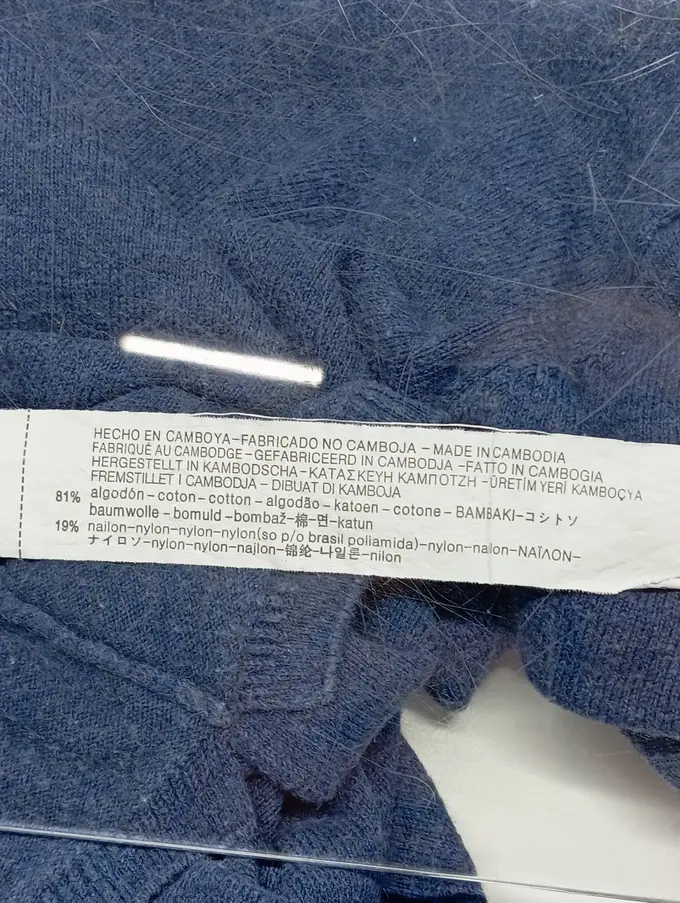 HECHO EN CAMBOYA-FABRICADO NO CAMBOJA - MADE IN CAMBODIA
FABRIQUÉ AU CAMBODGE-GEFABRICEERD IN CAMBODJA -FATTO IN CAMBOGIA
HERGESTELLT IN KAMBODSCHA-ΚΑΤΑΣΚΕΥΗ ΚΑΜΠΟΤΖΗ -ÜRETİM YERİ KAMBOÇYA
FREMSTILLET I CAMBODJA - DIBUAT DI KAMBOJA
81% algodón-coton-cotton-algodão-katoen-cotone-BAMBAKI-コシトソ
baumwolle-bomuld-bombaž-棉-면-katun
19% nailon-nylon-nylon-nylon(so p/o brasil poliamida)-nylon-nalon-ΝΑΪΛΟΝ-
ナイロソ-nylon-nylon-najlon-锦纶-나일론-nilon